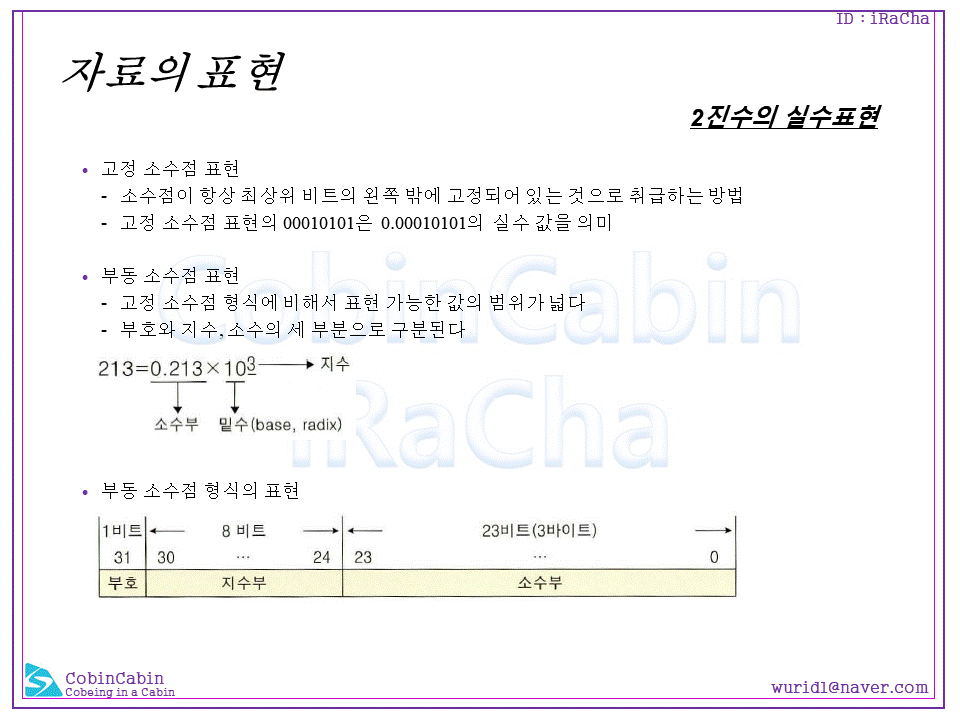 ID : iRaCha
자료의 표현
2진수의 실수표현
• 고정 소수점 표현
- 소수점이 항상 최상위 비트의 왼쪽 밖에 고정되어 있는 것으로 취급하는 방법
- 고정 소수점 표현의 00010101은 0.00010101의 실수 값을 의미
• 부동 소수점 표현
- 고정 소수점 형식에 비해서 표현 가능한 값의 범위가 넓다
- 부호와 지수, 소수의 세 부분으로 구분된다
CobinCabin
iRaCha
213=0.213×10³ → 지수
소수부 밑수(base, radix)
• 부동 소수점 형식의 표현
1비트 8 비트 23비트(3바이트)
31 30 ··· 24 23 ··· 0
부호 지수부 소수부
CobinCabin
Cobeing in a Cabin
wuridl@naver.com